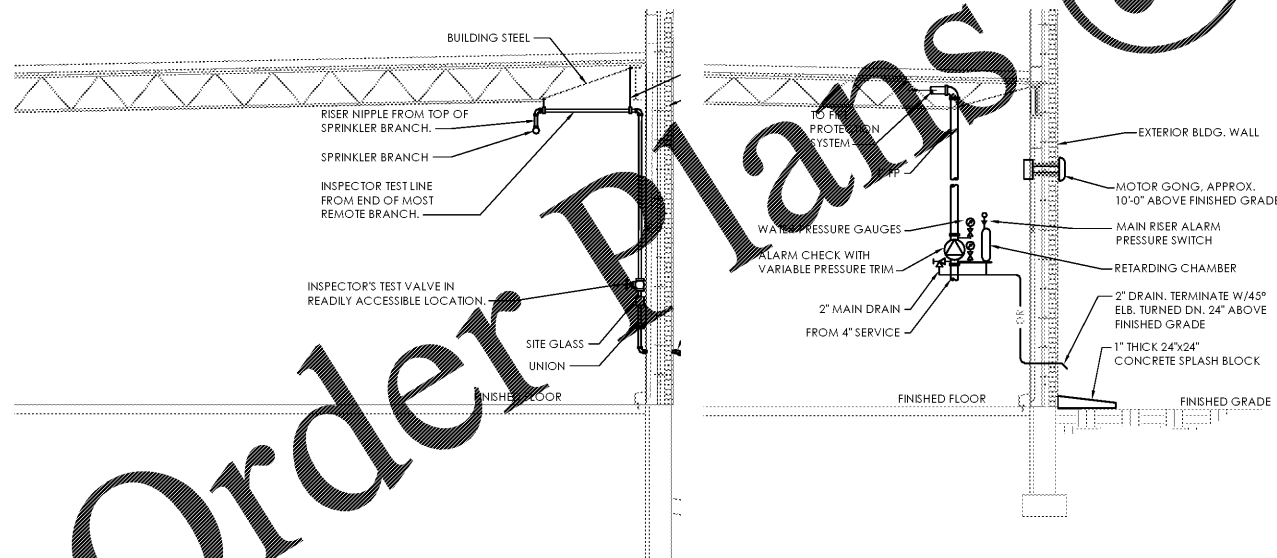 BUILDING STEEL
RISER NIPPLE FROM TOP OF
SPRINKLER BRANCH.
SPRINKLER BRANCH
INSPECTOR TEST LINE
FROM END OF MOST
REMOTE BRANCH.
INSPECTOR'S TEST VALVE IN
READILY ACCESSIBLE LOCATION.
SITE GLASS
UNION
FINISHED FLOOR
TO FIRE
PROTECTION
SYSTEM
WATER PRESSURE GAUGES
ALARM CHECK WITH
VARIABLE PRESSURE TRIM
2" MAIN DRAIN
FROM 4" SERVICE
FINISHED FLOOR
EXTERIOR BLDG. WALL
MOTOR GONG, APPROX.
10'-0" ABOVE FINISHED GRADE
MAIN RISER ALARM
PRESSURE SWITCH
RETARDING CHAMBER
2" DRAIN. TERMINATE W/45°
ELB. TURNED DN. 24" ABOVE
FINISHED GRADE
1" THICK 24"x24"
CONCRETE SPLASH BLOCK
FINISHED GRADE
Order Plans